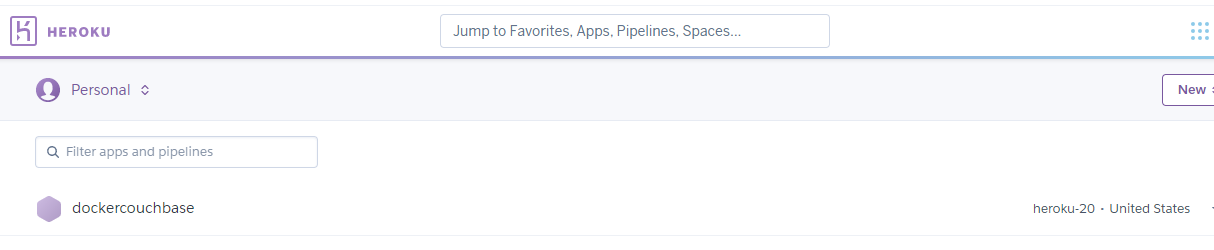 HEROKU
Jump to Favorites, Apps, Pipelines, Spaces...
Personal
New
Filter apps and pipelines
dockercouchbase
heroku-20 · United States